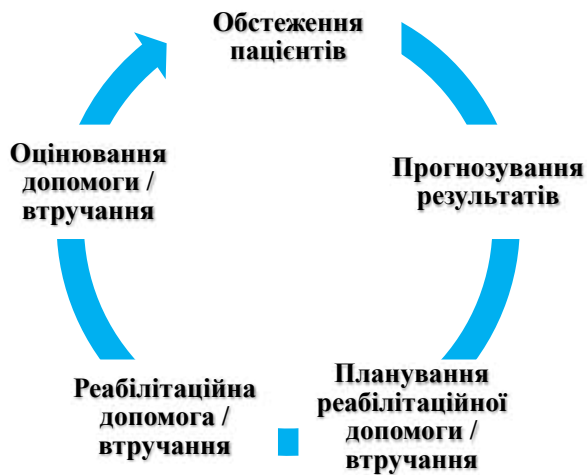 Обстеження
пацієнтів
Прогнозування
результатів
Планування
реабілітаційної
допомоги /
втручання
Реабілітаційна
допомога /
втручання
Оцінювання
допомоги /
втручання